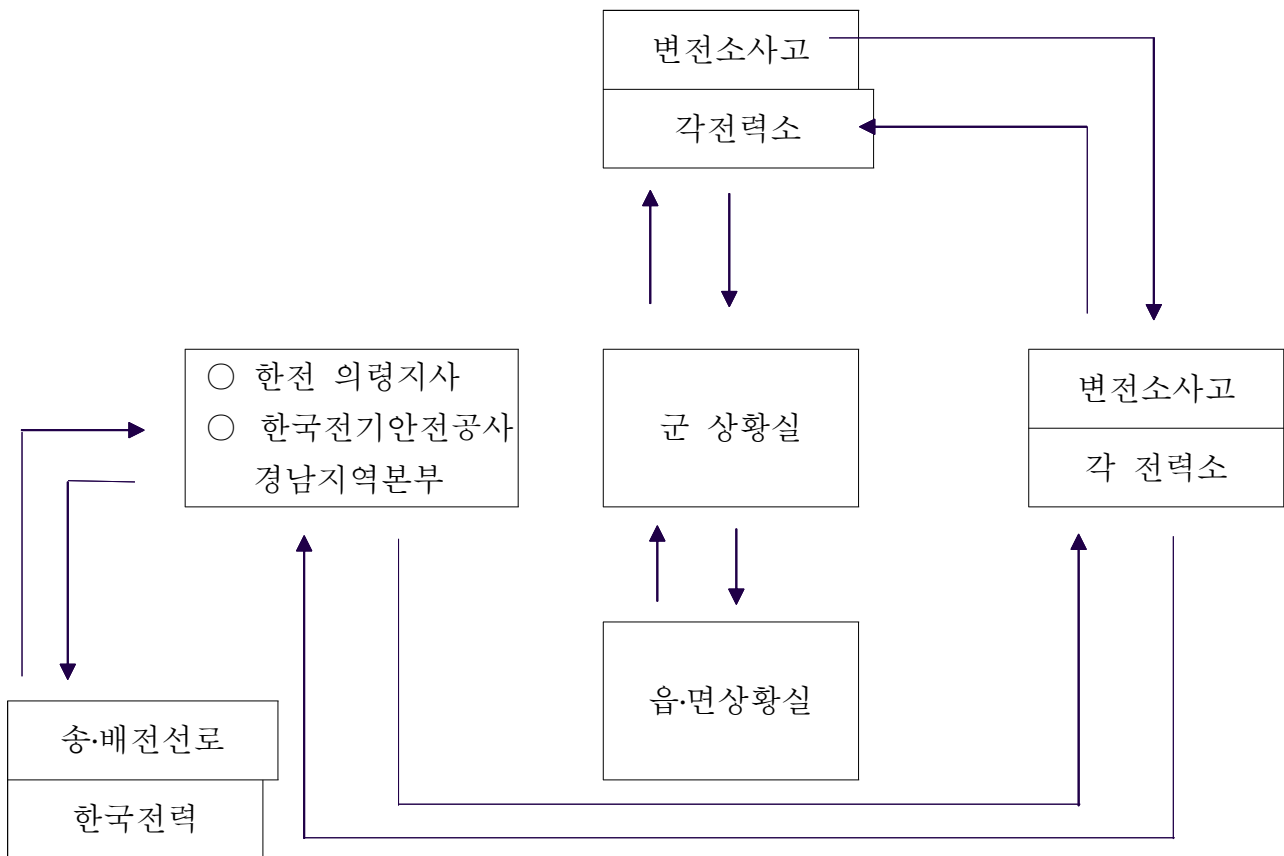 변전소사고
각전력소
○ 한전 의령지사
○ 한국전기안전공사
경남지역본부
군 상황실
변전소사고
각 전력소
읍·면상황실
송·배전선로
한국전력